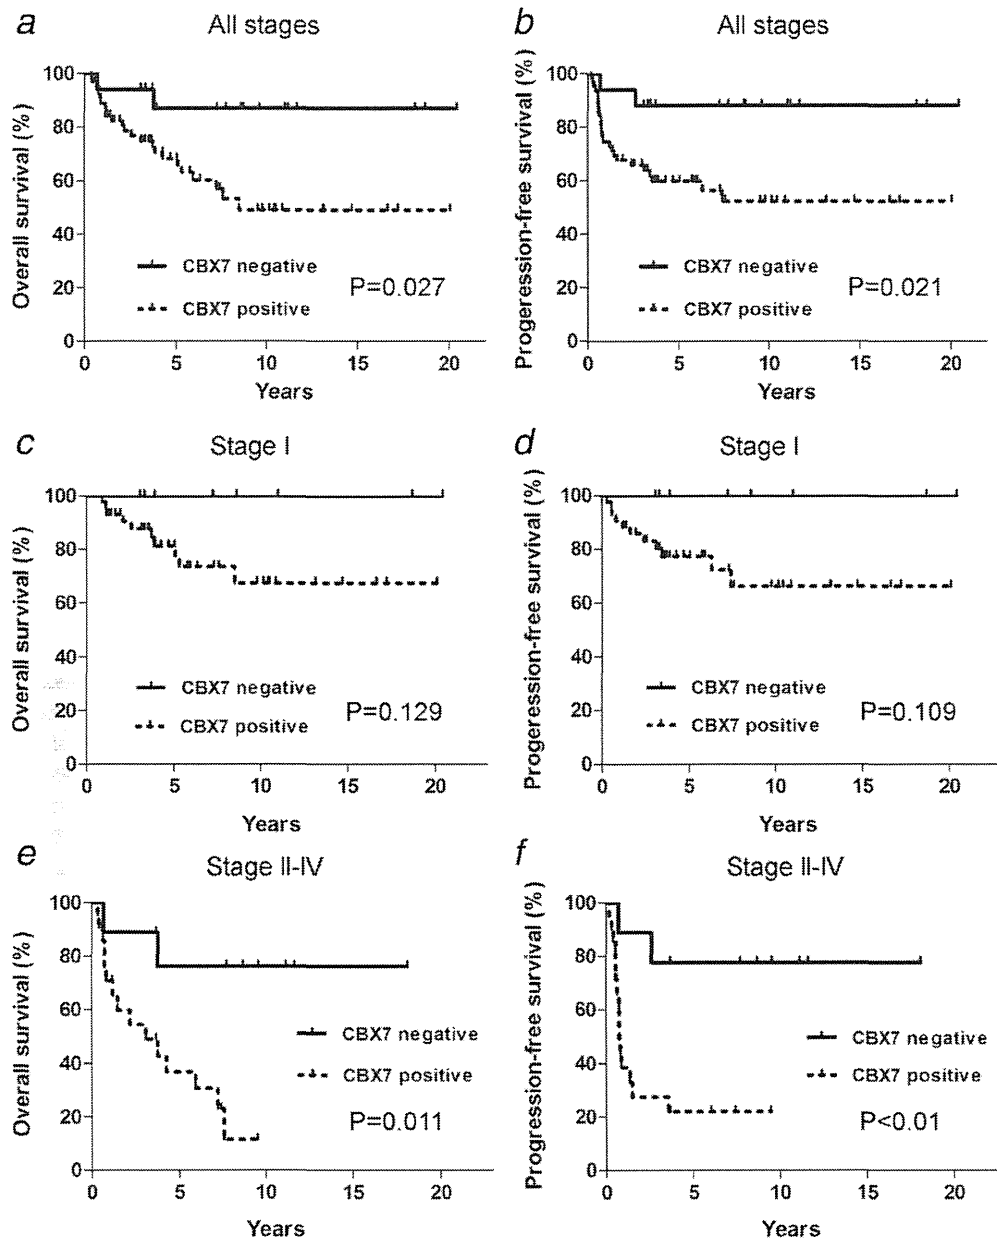 a
All stages
Overall survival (%)
100
80
60
40
20
0
CBX7 negative
CBX7 positive
P=0.027
0 5 10 15 20
Years
b
All stages
Progeression-free survival (%)
100
80
60
40
20
0
CBX7 negative
CBX7 positive
P=0.021
0 5 10 15 20
Years
c
Stage I
Overall survival (%)
100
80
60
40
20
0
CBX7 negative
CBX7 positive
P=0.129
0 5 10 15 20
Years
d
Stage I
Progeression-free survival (%)
100
80
60
40
20
0
CBX7 negative
CBX7 positive
P=0.109
0 5 10 15 20
Years
e
Stage II-IV
Overall survival (%)
100
80
60
40
20
0
CBX7 negative
CBX7 positive
P=0.011
0 5 10 15 20
Years
f
Stage II-IV
Progression-free survival (%)
100
80
60
40
20
0
CBX7 negative
CBX7 positive
P<0.01
0 5 10 15 20
Years